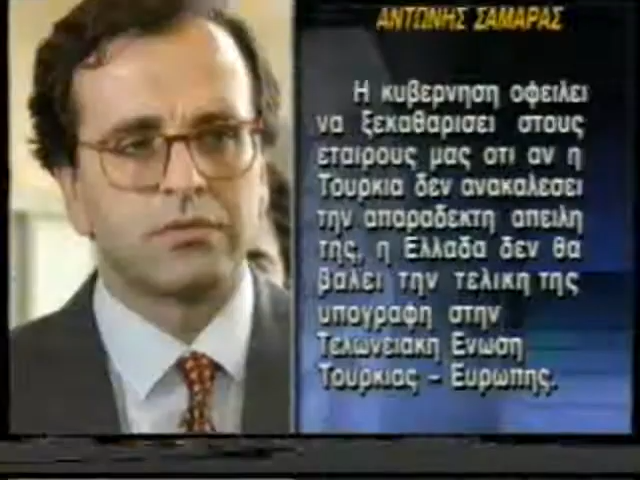 ΑΝΤΩΝΗΣ ΣΑΜΑΡΑΣ
Η κυβερνηση οφειλει
να ξεκαθαρισει στους
εταιρους μας οτι αν η
Τουρκια δεν ανακαλεσει
την απαραδεκτη απειλη
της, η Ελλαδα δεν θα
βαλει την τελικη της
υπογραφη στην
Τελωνειακη Ενωση
Τουρκιας – Ευρωπης.